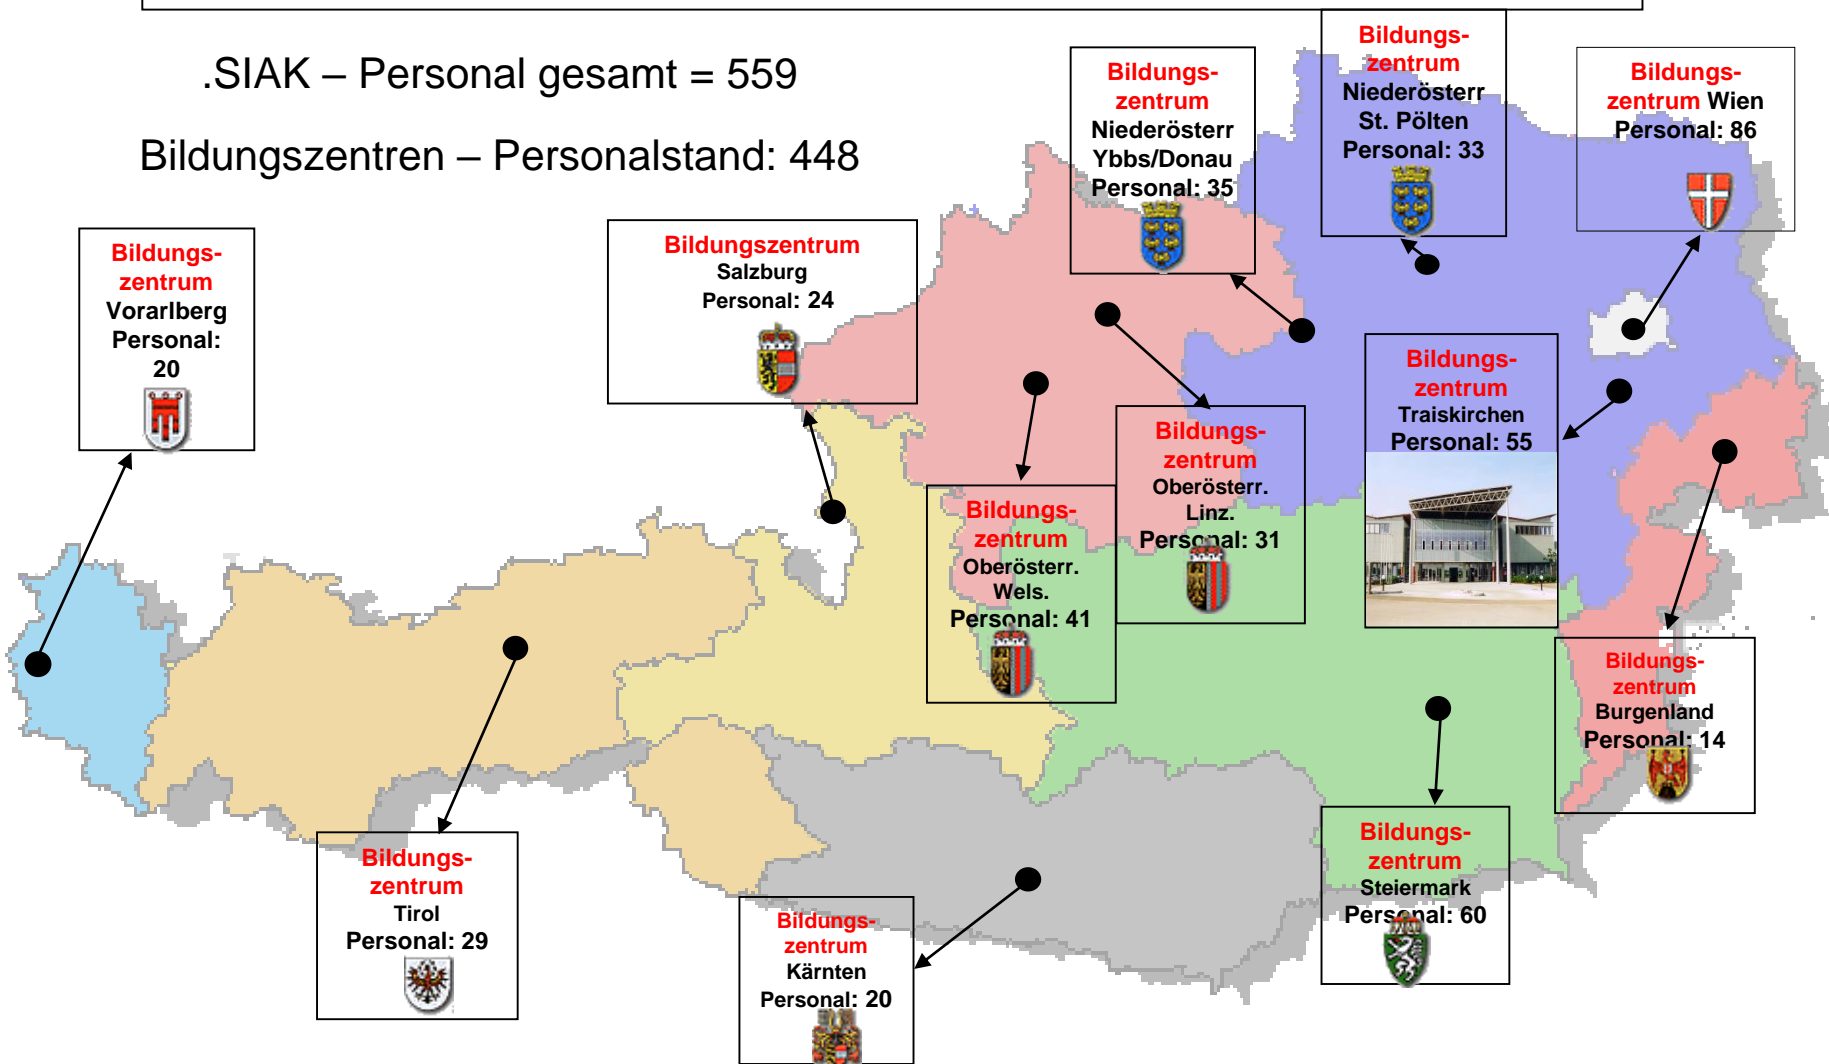 .SIAK – Personal gesamt = 559
Bildungszentren – Personalstand: 448
Bildungs-
zentrum
Niederösterr
Ybbs/Donau
Personal: 35
Bildungs-
zentrum
Niederösterr
St. Pölten
Personal: 33
Bildungs-
zentrum Wien
Personal: 86
Bildungs-
zentrum
Vorarlberg
Personal:
20
Bildungszentrum
Salzburg
Personal: 24
Bildungs-
zentrum
Traiskirchen
Personal: 55
Bildungs-
zentrum
Oberösterr.
Linz.
Personal: 31
Bildungs-
zentrum
Oberösterr.
Wels.
Personal: 41
Bildungs-
zentrum
Burgenland
Personal: 14
Bildungs-
zentrum
Tirol
Personal: 29
Bildungs-
zentrum
Steiermark
Personal: 60
Bildungs-
zentrum
Kärnten
Personal: 20